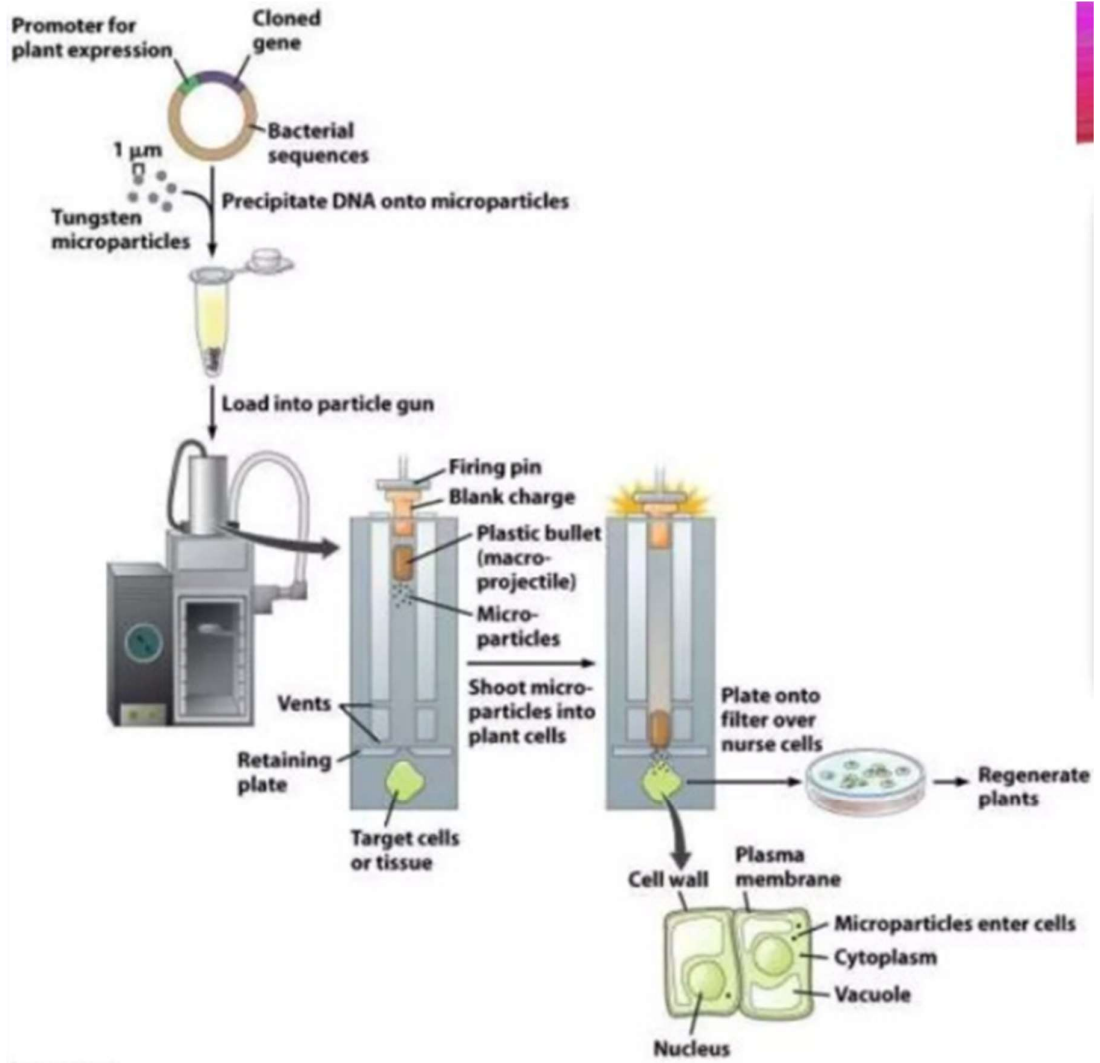 Promoter for
plant expression
Cloned
gene
Bacterial
sequences
1 μm
Tungsten
microparticles
Precipitate DNA onto microparticles
Load into particle gun
Firing pin
Blank charge
Plastic bullet
(macro-
projectile)
Micro-
particles
Vents
Retaining
plate
Shoot micro-
particles into
plant cells
Target cells
or tissue
Plate onto
filter over
nurse cells
Regenerate
plants
Cell wall
Plasma
membrane
Microparticles enter cells
Cytoplasm
Vacuole
Nucleus